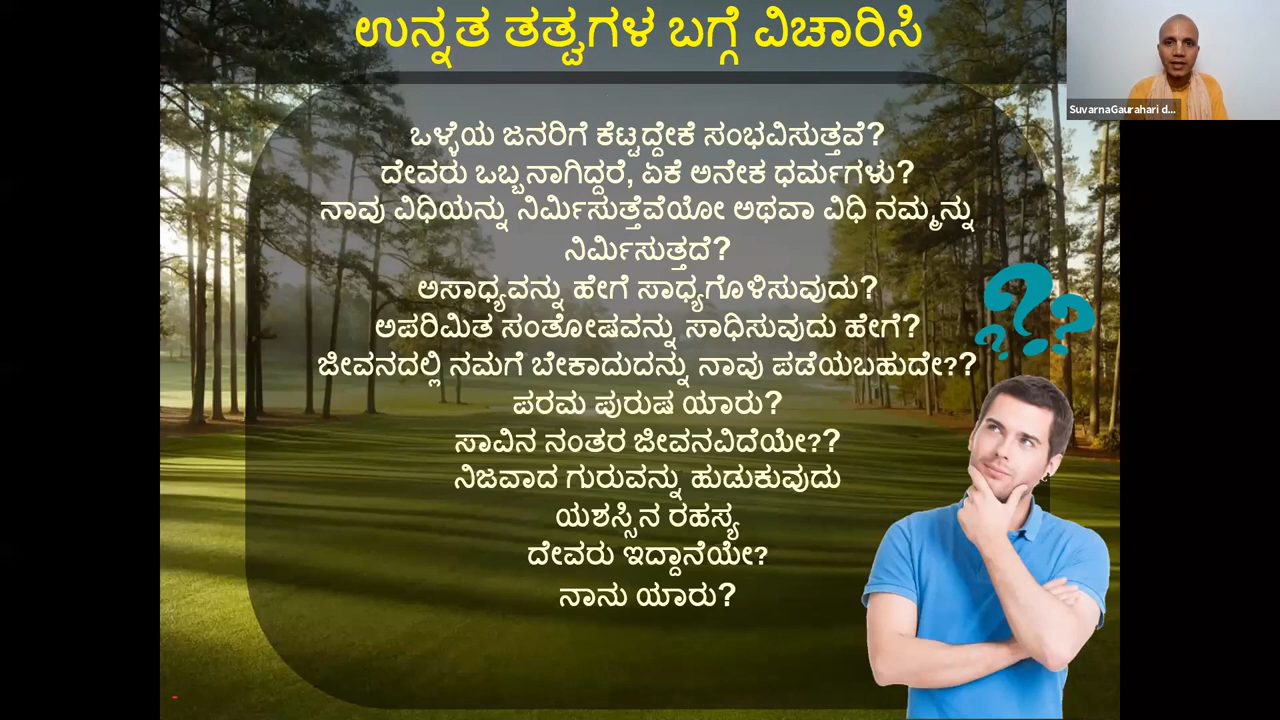 ಉನ್ನತ ತತ್ವಗಳ ಬಗ್ಗೆ ವಿಚಾರಿಸಿ
SuvarnaGaurahari d...
ಒಳ್ಳೆಯ ಜನರಿಗೆ ಕೆಟ್ಟದ್ದೇಕೆ ಸಂಭವಿಸುತ್ತವೆ?
ದೇವರು ಒಬ್ಬನಾಗಿದ್ದರೆ, ಏಕೆ ಅನೇಕ ಧರ್ಮಗಳು?
ನಾವು ವಿಧಿಯನ್ನು ನಿರ್ಮಿಸುತ್ತೆವೆಯೋ ಅಥವಾ ವಿಧಿ ನಮ್ಮನ್ನು
ನಿರ್ಮಿಸುತ್ತದೆ?
ಅಸಾಧ್ಯವನ್ನು ಹೇಗೆ ಸಾಧ್ಯಗೊಳಿಸುವುದು?
ಅಪರಿಮಿತ ಸಂತೋಷವನ್ನು ಸಾಧಿಸುವುದು ಹೇಗೆ?
ಜೀವನದಲ್ಲಿ ನಮಗೆ ಬೇಕಾದುದನ್ನು ನಾವು ಪಡೆಯಬಹುದೇ??
ಪರಮ ಪುರುಷ ಯಾರು?
ಸಾವಿನ ನಂತರ ಜೀವನವಿದೆಯೇ??
ನಿಜವಾದ ಗುರುವನ್ನು ಹುಡುಕುವುದು
ಯಶಸ್ಸಿನ ರಹಸ್ಯ
ದೇವರು ಇದ್ದಾನೆಯೇ?
ನಾನು ಯಾರು?